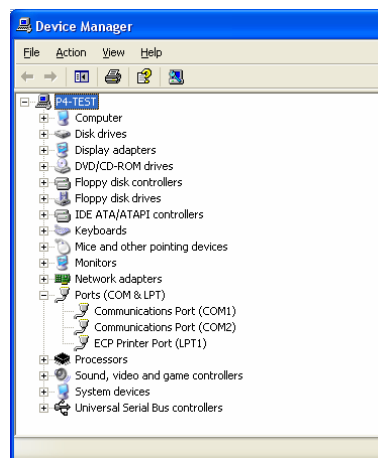 Device Manager
File Action View Help
P4-TEST
Computer
Disk drives
Display adapters
DVD/CD-ROM drives
Floppy disk controllers
Floppy disk drives
IDE ATA/ATAPI controllers
Keyboards
Mice and other pointing devices
Monitors
Network adapters
Ports (COM & LPT)
Communications Port (COM1)
Communications Port (COM2)
ECP Printer Port (LPT1)
Processors
Sound, video and game controllers
System devices
Universal Serial Bus controllers